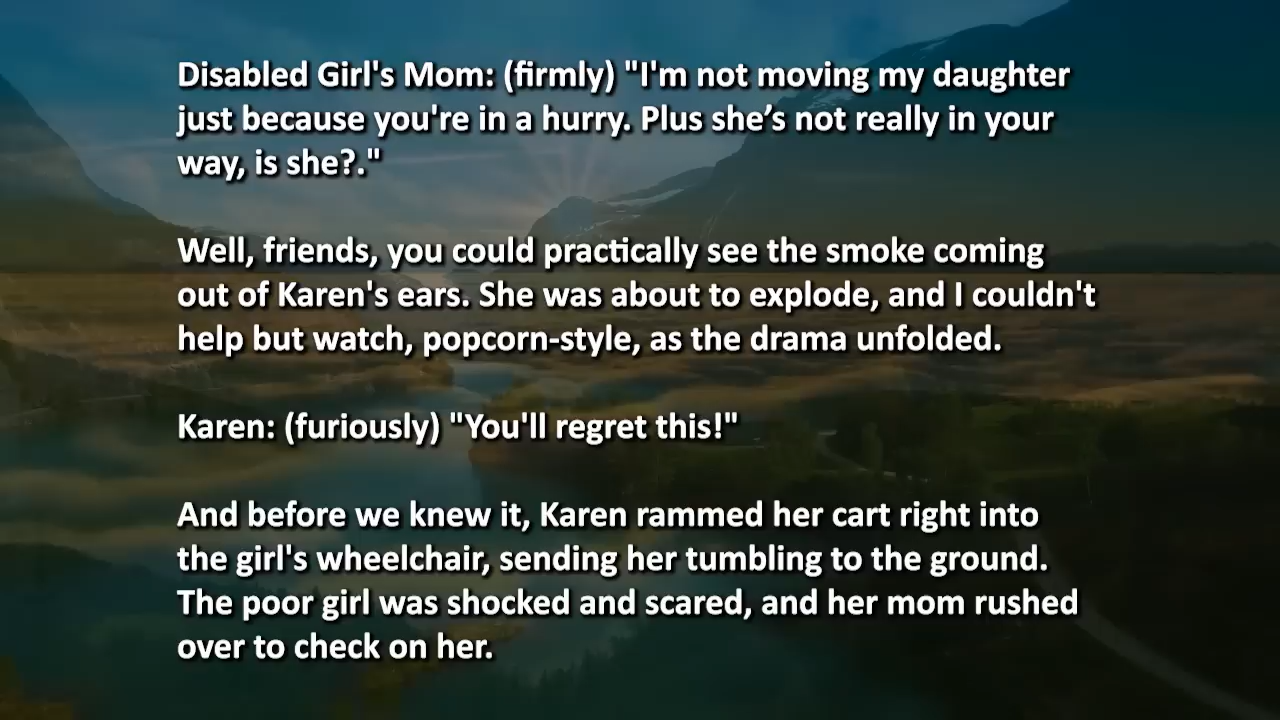 Disabled Girl's Mom: (firmly) "I'm not moving my daughter
just because you're in a hurry. Plus she’s not really in your
way, is she?."
Well, friends, you could practically see the smoke coming
out of Karen's ears. She was about to explode, and I couldn't
help but watch, popcorn-style, as the drama unfolded.
Karen: (furiously) "You'll regret this!"
And before we knew it, Karen rammed her cart right into
the girl's wheelchair, sending her tumbling to the ground.
The poor girl was shocked and scared, and her mom rushed
over to check on her.